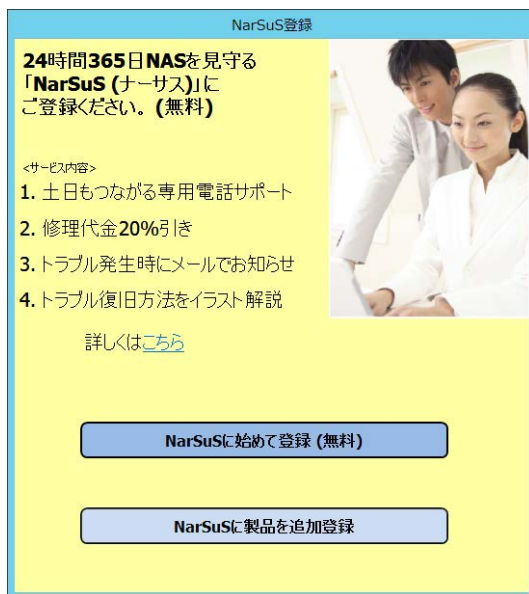 NarSuS登録
24時間365日NASを見守る
「NarSuS (ナーサス)」に
ご登録ください。(無料)
<サービス内容>
1. 土日もつながる専用電話サポート
2. 修理代金20%引き
3. トラブル発生時にメールでお知らせ
4. トラブル復旧方法をイラスト解説
詳しくはこちら
NarSuSに始めて登録 (無料)
NarSuSに製品を追加登録